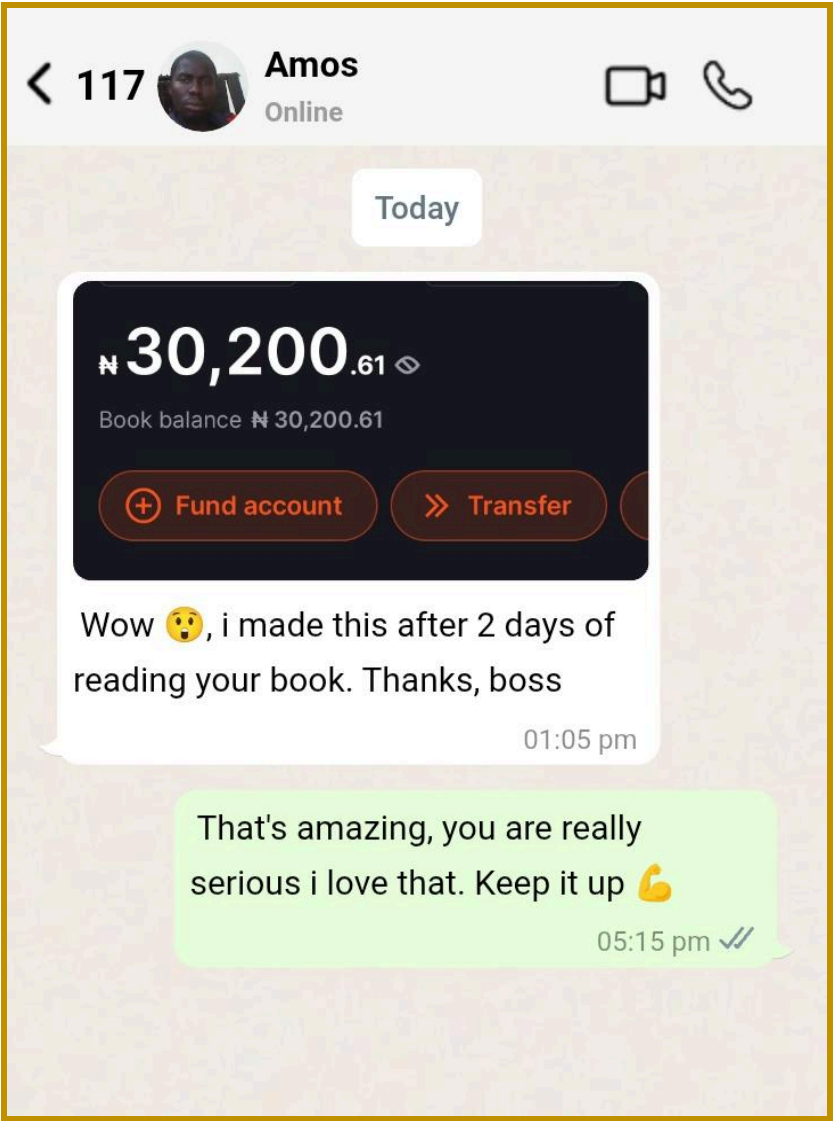 117 Amos
Online
Today
₦30,200.61
Book balance ₦ 30,200.61
Fund account
Transfer
Wow 😲, i made this after 2 days of
reading your book. Thanks, boss
01:05 pm
That's amazing, you are really
serious i love that. Keep it up 💪
05:15 pm